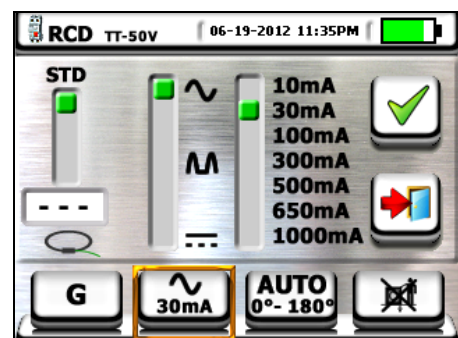 RCD TT-50V 06-19-2012 11:35PM
STD
10mA
30mA
100mA
300mA
500mA
650mA
1000mA
- - -
G
30mA
AUTO
0°- 180°